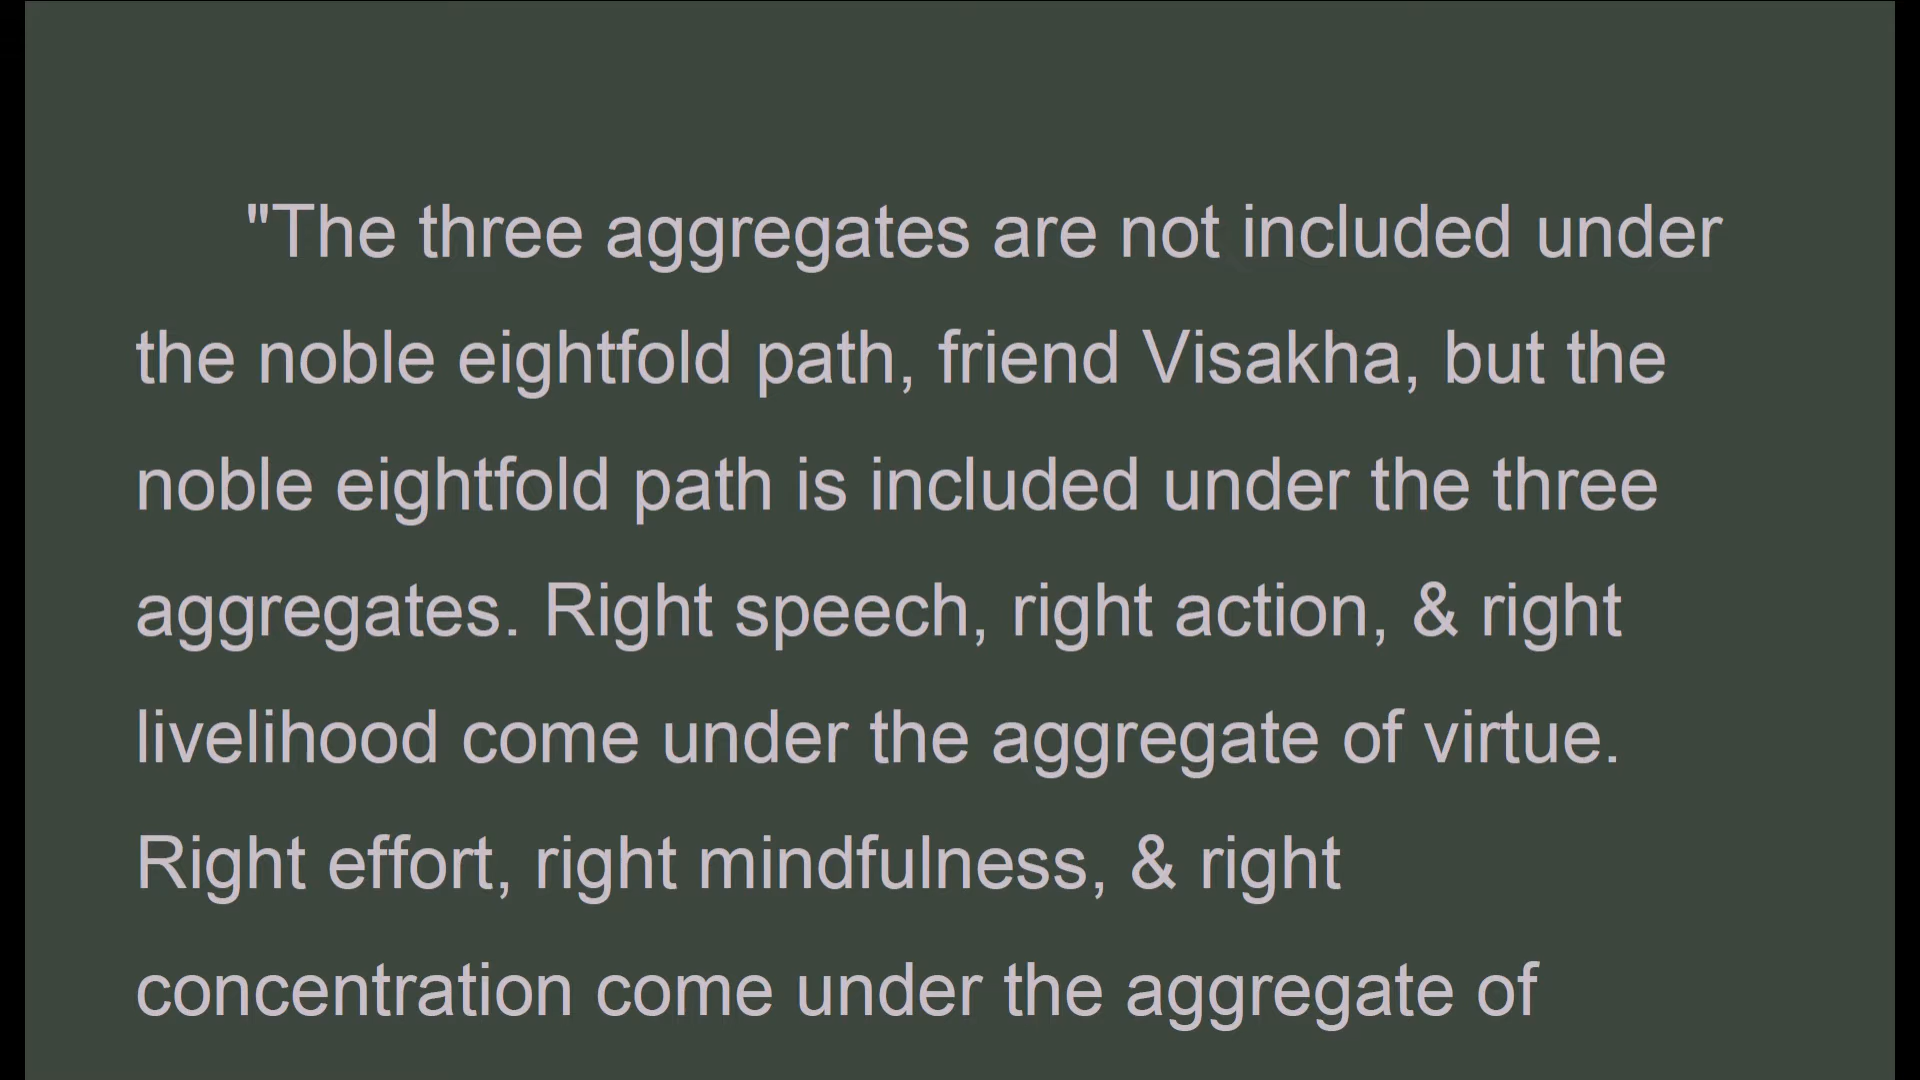 "The three aggregates are not included under
the noble eightfold path, friend Visakha, but the
noble eightfold path is included under the three
aggregates. Right speech, right action, & right
livelihood come under the aggregate of virtue.
Right effort, right mindfulness, & right
concentration come under the aggregate of